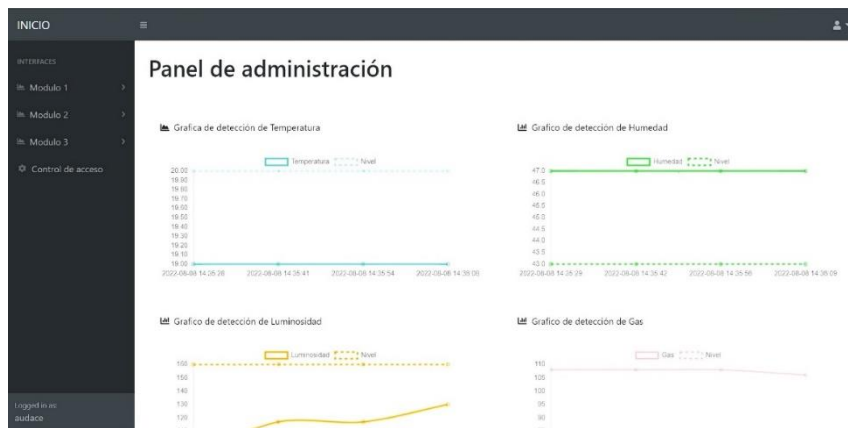 INICIO
INTERFACES
Modulo 1
Modulo 2
Modulo 3
Control de acceso
Logged in as:
audace
Panel de administración
Grafica de detección de Temperatura
Temperatura Nivel
20.00
19.90
19.80
19.70
19.60
19.50
19.40
19.30
19.20
19.10
19.00
2022-08-08 14:35:28 2022-08-08 14:35:41 2022-08-08 14:35:54 2022-08-08 14:36:08
Grafico de detección de Humedad
Humedad Nivel
47.0
46.5
46.0
45.5
45.0
44.5
44.0
43.5
43.0
2022-08-08 14:35:29 2022-08-08 14:35:42 2022-08-08 14:35:56 2022-08-08 14:36:09
Grafico de detección de Luminosidad
Luminosidad Nivel
160
150
140
130
120
Grafico de detección de Gas
Gas Nivel
110
105
100
95
90